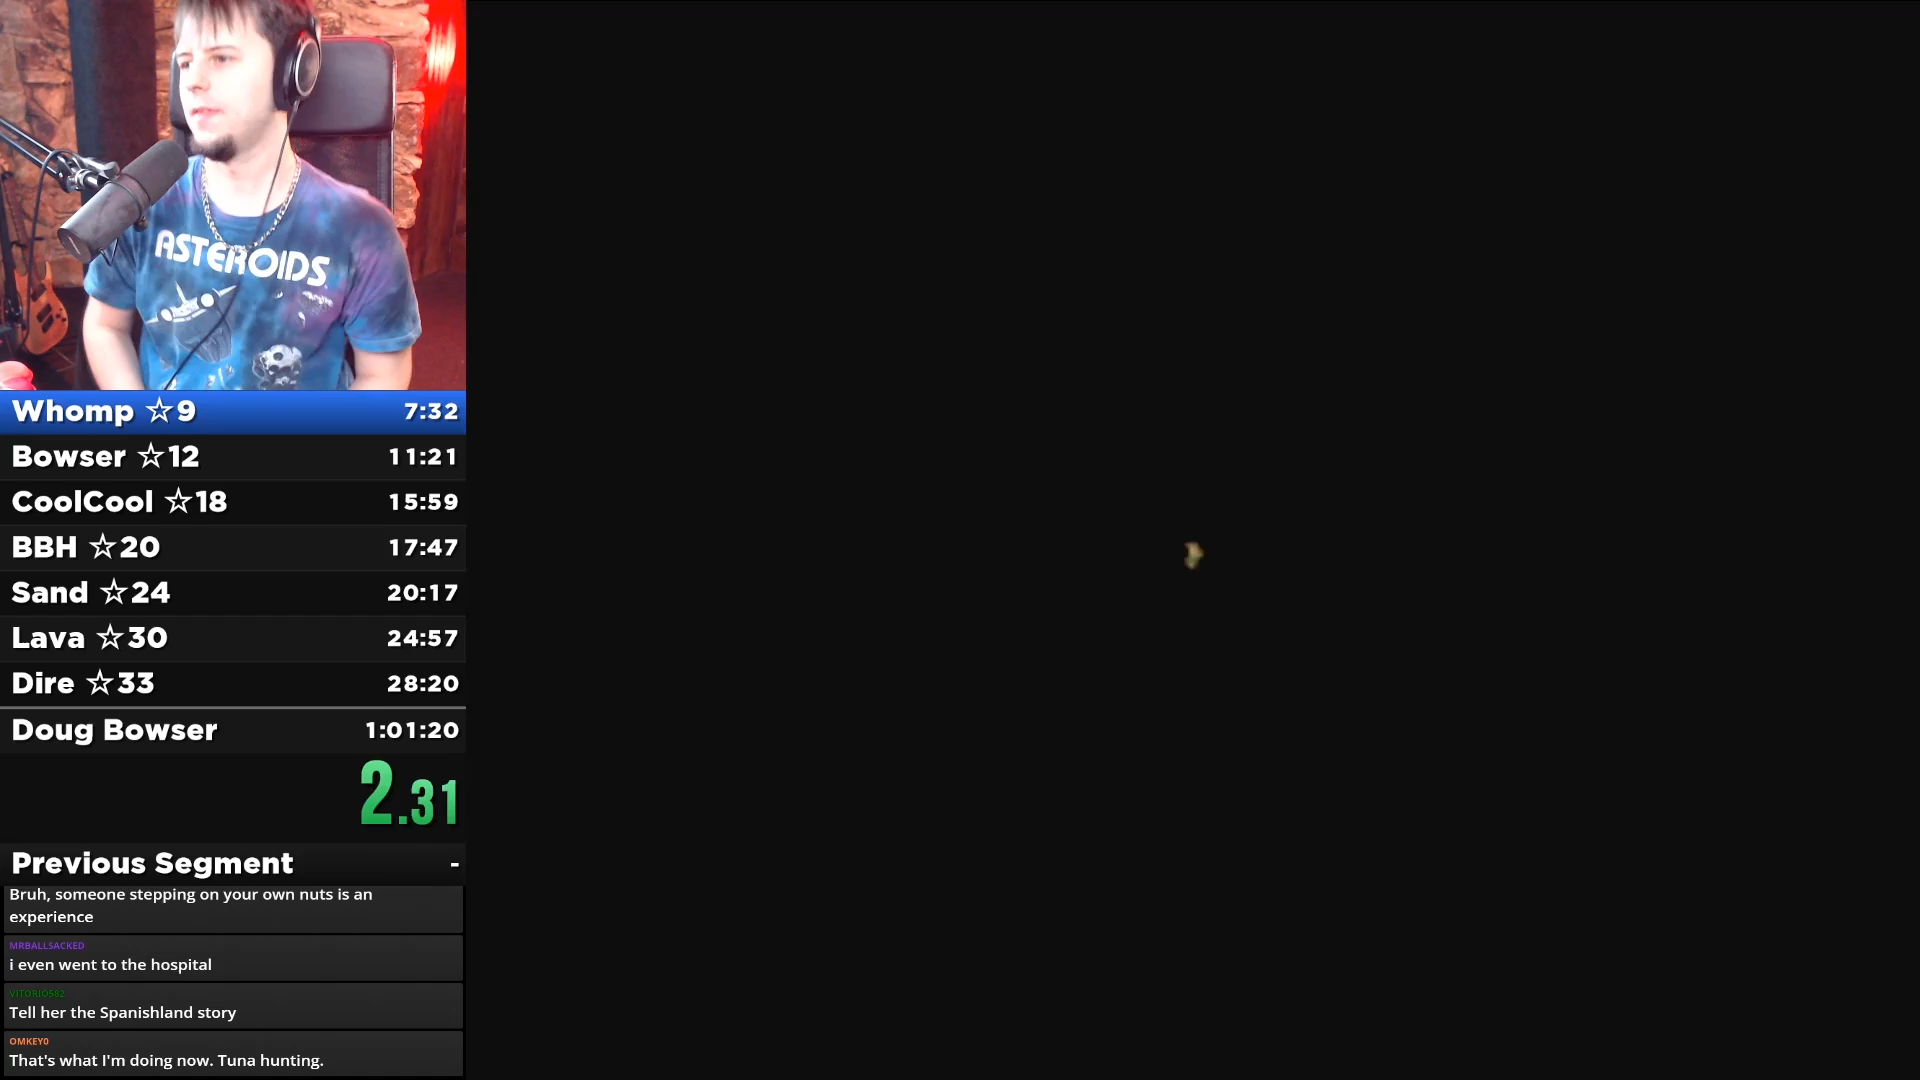 ASTEROIDS
Whomp ☆9 7:32
Bowser ☆12 11:21
CoolCool ☆18 15:59
BBH ☆20 17:47
Sand ☆24 20:17
Lava ☆30 24:57
Dire ☆33 28:20
Doug Bowser 1:01:20
2.31
Previous Segment -
Bruh, someone stepping on your own nuts is an
experience
MRBALLSACKED
i even went to the hospital
VITORIO582
Tell her the Spanishland story
OMKEY0
That's what I'm doing now. Tuna hunting.